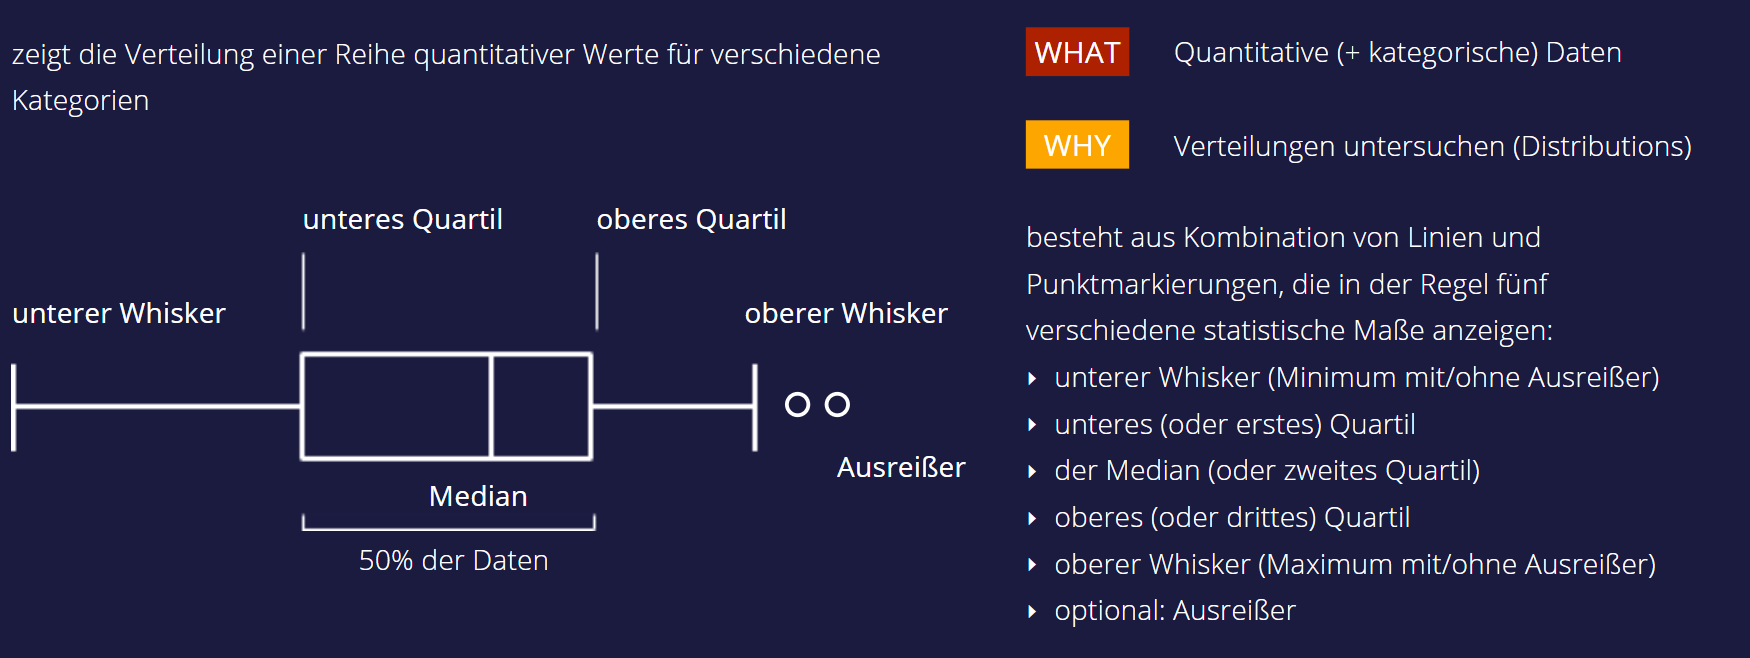 zeigt die Verteilung einer Reihe quantitativer Werte für verschiedene
Kategorien
unteres Quartil
oberes Quartil
unterer Whisker
oberer Whisker
Ausreißer
Median
50% der Daten
WHAT
Quantitative (+ kategorische) Daten
WHY
Verteilungen untersuchen (Distributions)
besteht aus Kombination von Linien und
Punktmarkierungen, die in der Regel fünf
verschiedene statistische Maße anzeigen:
unterer Whisker (Minimum mit/ohne Ausreißer)
unteres (oder erstes) Quartil
der Median (oder zweites Quartil)
oberes (oder drittes) Quartil
oberer Whisker (Maximum mit/ohne Ausreißer)
optional: Ausreißer